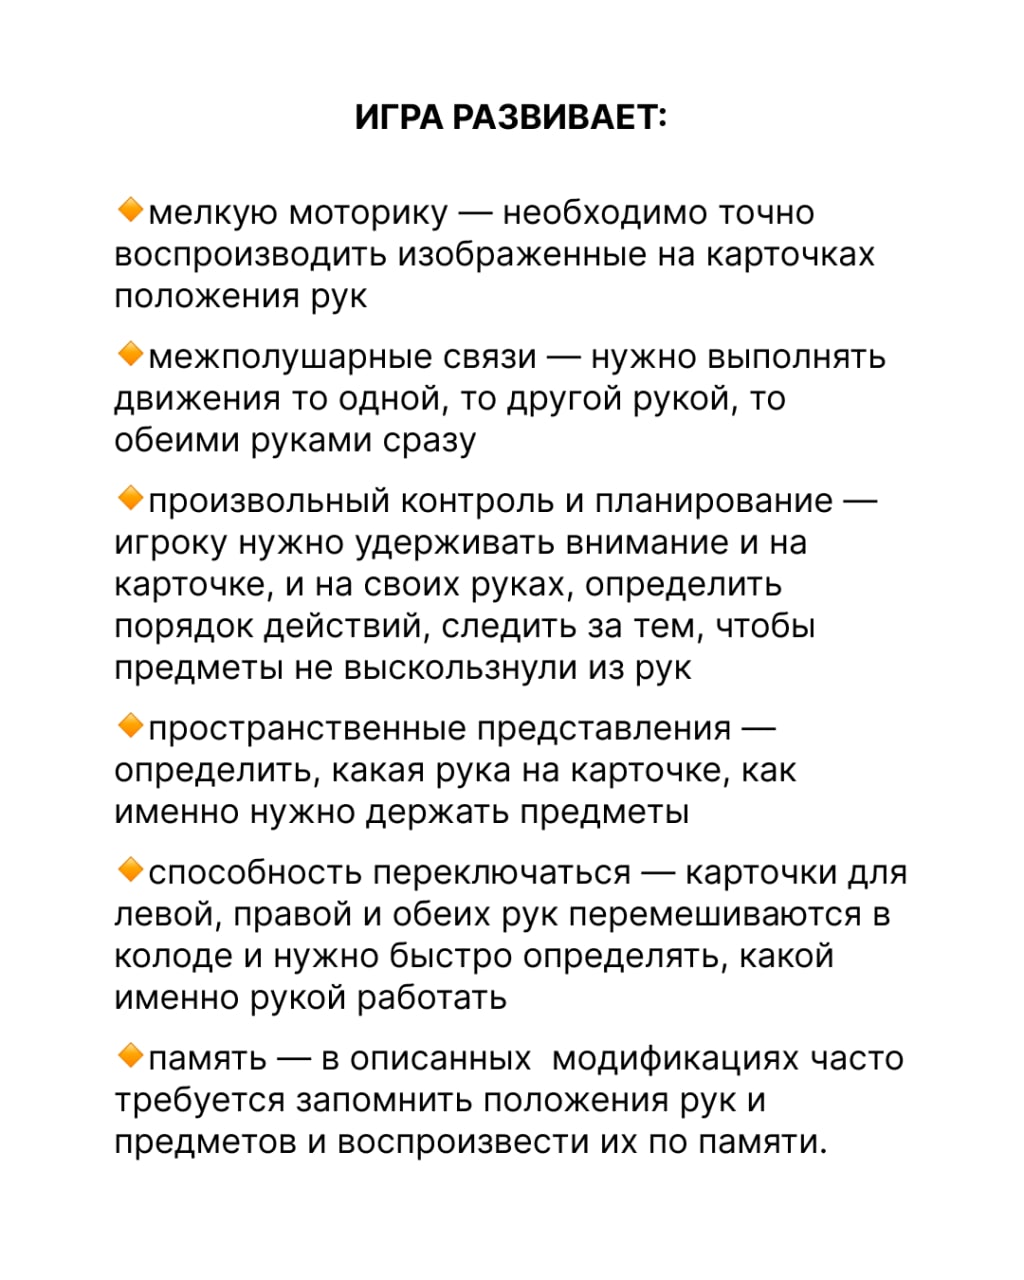 ИГРА РАЗВИВАЕТ:
🔸мелкую моторику — необходимо точно
воспроизводить изображенные на карточках
положения рук
🔸межполушарные связи — нужно выполнять
движения то одной, то другой рукой, то
обеими руками сразу
🔸произвольный контроль и планирование —
игроку нужно удерживать внимание и на
карточке, и на своих руках, определить
порядок действий, следить за тем, чтобы
предметы не выскользнули из рук
🔸пространственные представления —
определить, какая рука на карточке, как
именно нужно держать предметы
🔸способность переключаться — карточки для
левой, правой и обеих рук перемешиваются в
колоде и нужно быстро определять, какой
именно рукой работать
🔸память — в описанных  модификациях часто
требуется запомнить положения рук и
предметов и воспроизвести их по памяти.